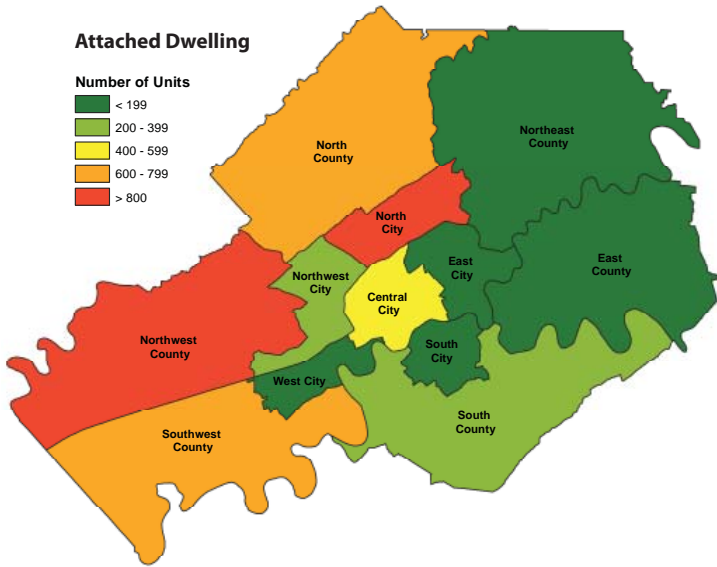 Attached Dwelling
Number of Units
< 199
200 - 399
400 - 599
600 - 799
> 800
North
County
Northeast
County
North
City
East
City
East
County
Northwest
City
Central
City
Northwest
County
South
City
West City
South
County
Southwest
County